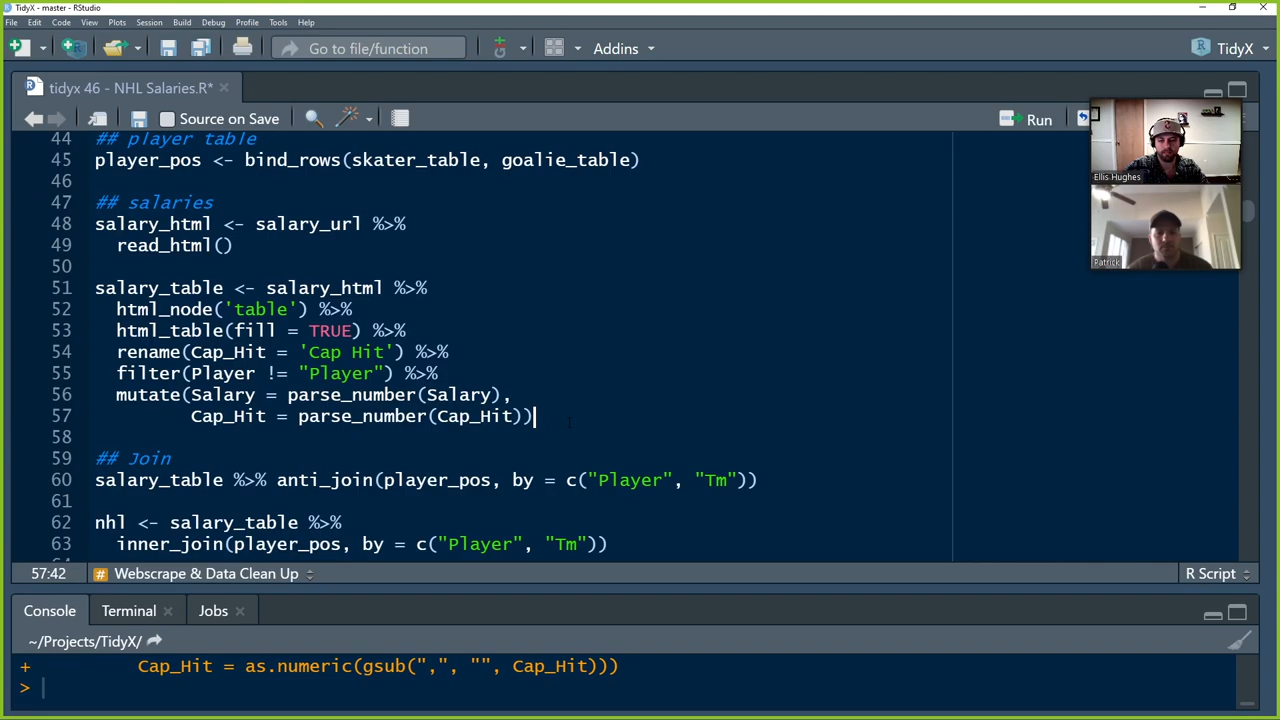 TidyX - master - RStudio
File Edit Code View Plots Session Build Debug Profile Tools Help
Go to file/function Addins TidyX
tidyx 46 - NHL Salaries.R*
Source on Save Run
44 ## player table
45 player_pos <- bind_rows(skater_table, goalie_table)
46
47 ## salaries
48 salary_html <- salary_url %>%
49 read_html()
50
51 salary_table <- salary_html %>%
52 html_node('table') %>%
53 html_table(fill = TRUE) %>%
54 rename(Cap_Hit = 'Cap Hit') %>%
55 filter(Player != "Player") %>%
56 mutate(Salary = parse_number(Salary),
57 Cap_Hit = parse_number(Cap_Hit))
58
59 ## Join
60 salary_table %>% anti_join(player_pos, by = c("Player", "Tm"))
61
62 nhl <- salary_table %>%
63 inner_join(player_pos, by = c("Player", "Tm"))
Ellis Hughes
Patrick
57:42 # Webscrape & Data Clean Up R Script
Console Terminal Jobs
~/Projects/TidyX/
+ Cap_Hit = as.numeric(gsub(",", "", Cap_Hit)))
>